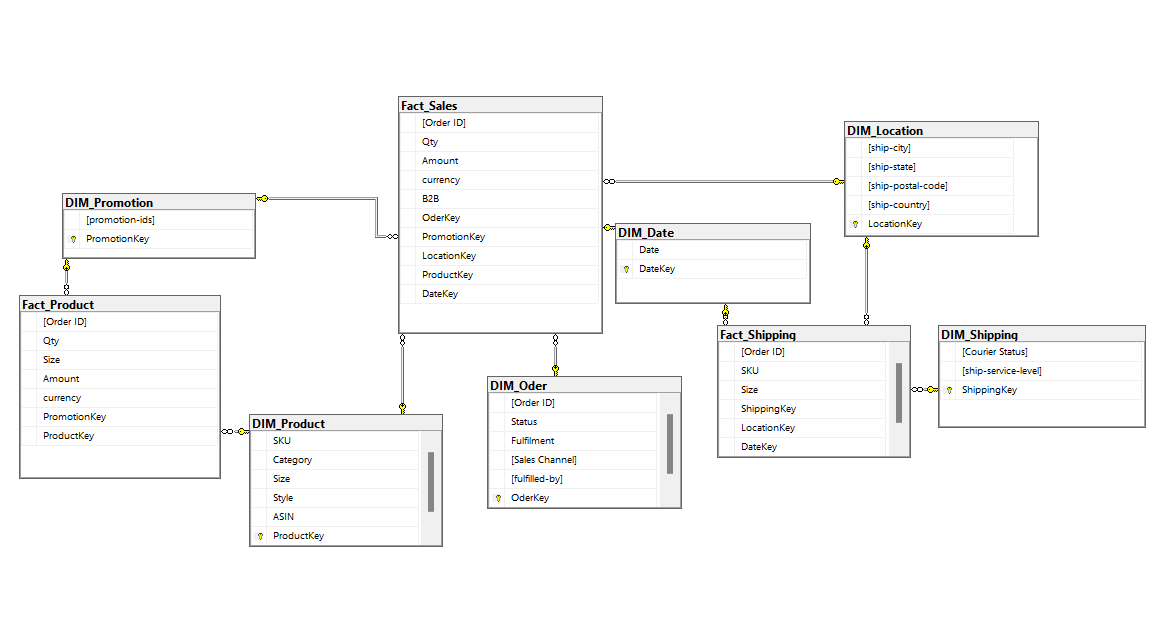 Fact_Sales
[Order ID]
Qty
Amount
currency
B2B
OderKey
PromotionKey
LocationKey
ProductKey
DateKey
DIM_Location
[ship-city]
[ship-state]
[ship-postal-code]
[ship-country]
LocationKey
DIM_Promotion
[promotion-ids]
PromotionKey
DIM_Date
Date
DateKey
Fact_Product
[Order ID]
Qty
Size
Amount
currency
PromotionKey
ProductKey
Fact_Shipping
[Order ID]
SKU
Size
ShippingKey
LocationKey
DateKey
DIM_Shipping
[Courier Status]
[ship-service-level]
ShippingKey
DIM_Oder
[Order ID]
Status
Fulfilment
[Sales Channel]
[fulfilled-by]
OderKey
DIM_Product
SKU
Category
Size
Style
ASIN
ProductKey